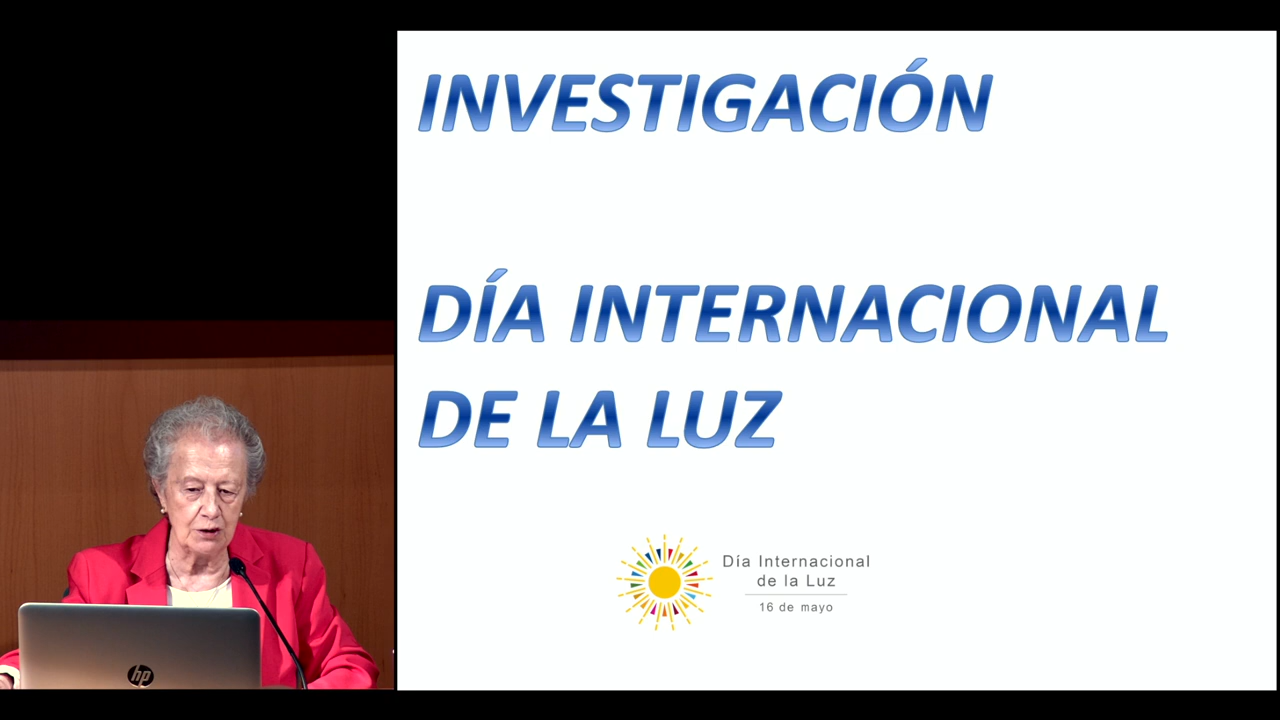 INVESTIGACIÓN
DÍA INTERNACIONAL
DE LA LUZ
Día Internacional
de la Luz
16 de mayo
hp